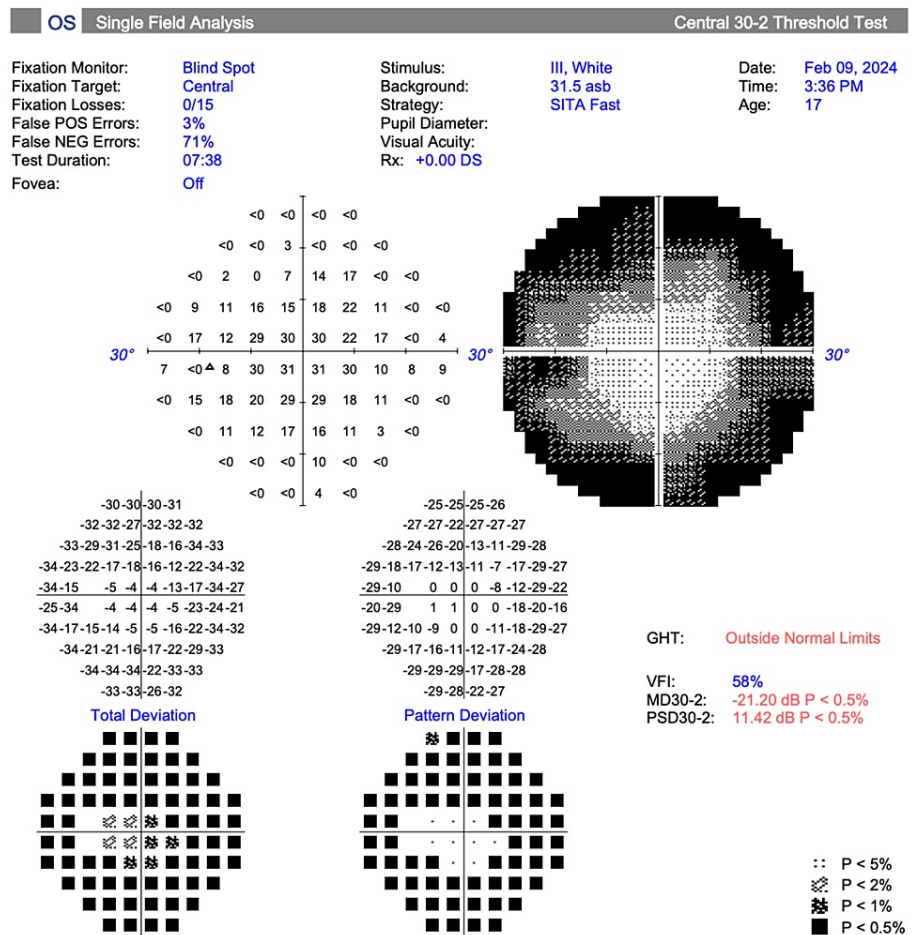 OS Single Field Analysis Central 30-2 Threshold Test
Fixation Monitor: Blind Spot Stimulus: III, White Date: Feb 09, 2024
Fixation Target: Central Background: 31.5 asb Time: 3:36 PM
Fixation Losses: 0/15 Strategy: SITA Fast Age: 17
False POS Errors: 3% Pupil Diameter:
False NEG Errors: 71% Visual Acuity:
Test Duration: 07:38 Rx: +0.00 DS
Fovea: Off
<0 <0 <0 <0
<0 <0 3 <0 <0 <0
<0 2 0 7 14 17 <0 <0
<0 9 11 16 15 18 22 11 <0 <0
<0 17 12 29 30 30 22 17 <0 4
30° 30° 30°
7 <0 8 30 31 31 30 10 8 9
<0 15 18 20 29 29 18 11 <0 <0
<0 11 12 17 16 11 3 <0
<0 <0 <0 10 <0 <0
<0 <0 4 <0
-30 -30 -30 -31 -25 -25 -25 -26
-32 -32 -27 -32 -32 -32 -27 -27 -22 -27 -27 -27
-33 -29 -31 -25 -18 -16 -34 -33 -28 -24 -26 -20 -13 -11 -29 -28
-34 -23 -22 -17 -18 -16 -12 -22 -34 -32 -29 -18 -17 -12 -13 -11 -7 -17 -29 -27
-34 -15 -5 -4 -4 -13 -17 -34 -27 -29 -10 0 0 0 -8 -12 -29 -22
-25 -34 -4 -4 -4 -5 -23 -24 -21 -20 -29 1 1 0 0 -18 -20 -16
-34 -17 -15 -14 -5 -5 -16 -22 -34 -32 -29 -12 -10 -9 0 0 -11 -18 -29 -27
-34 -21 -21 -16 -17 -22 -29 -33 -29 -17 -16 -11 -12 -17 -24 -28
-34 -34 -34 -22 -33 -33 -29 -29 -29 -17 -28 -28
-33 -33 -26 -32 -29 -28 -22 -27
Total Deviation Pattern Deviation
GHT: Outside Normal Limits
VFI: 58%
MD30-2: -21.20 dB P < 0.5%
PSD30-2: 11.42 dB P < 0.5%
P < 5%
P < 2%
P < 1%
P < 0.5%